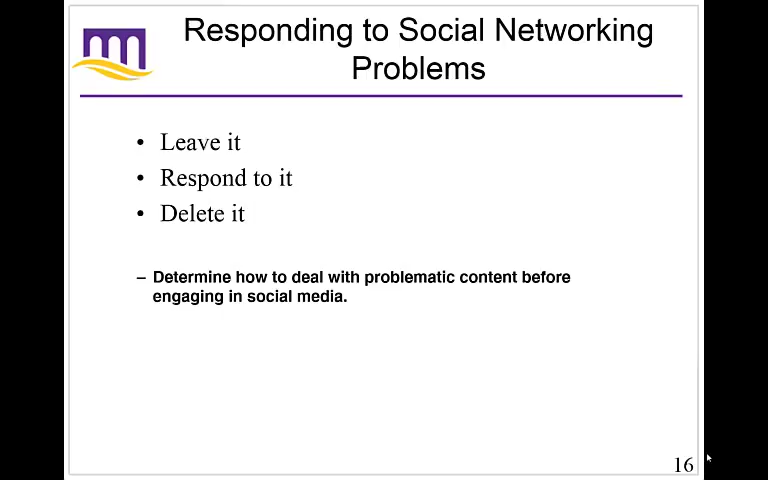 Responding to Social Networking
Problems
• Leave it
• Respond to it
• Delete it
– Determine how to deal with problematic content before
engaging in social media.
16